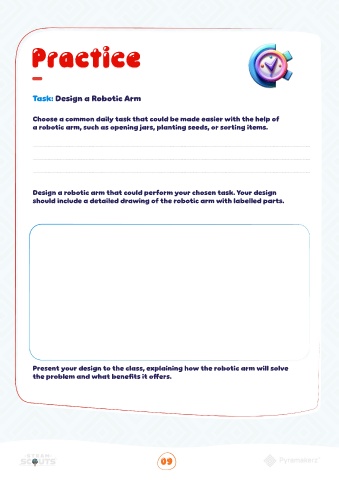 Practice
Task: Design a Robotic Arm
Choose a common daily task that could be made easier with the help of
a robotic arm, such as opening jars, planting seeds, or sorting items.
Design a robotic arm that could perform your chosen task. Your design
should include a detailed drawing of the robotic arm with labelled parts.
Present your design to the class, explaining how the robotic arm will solve
the problem and what benefits it offers.
SCOUTS
09